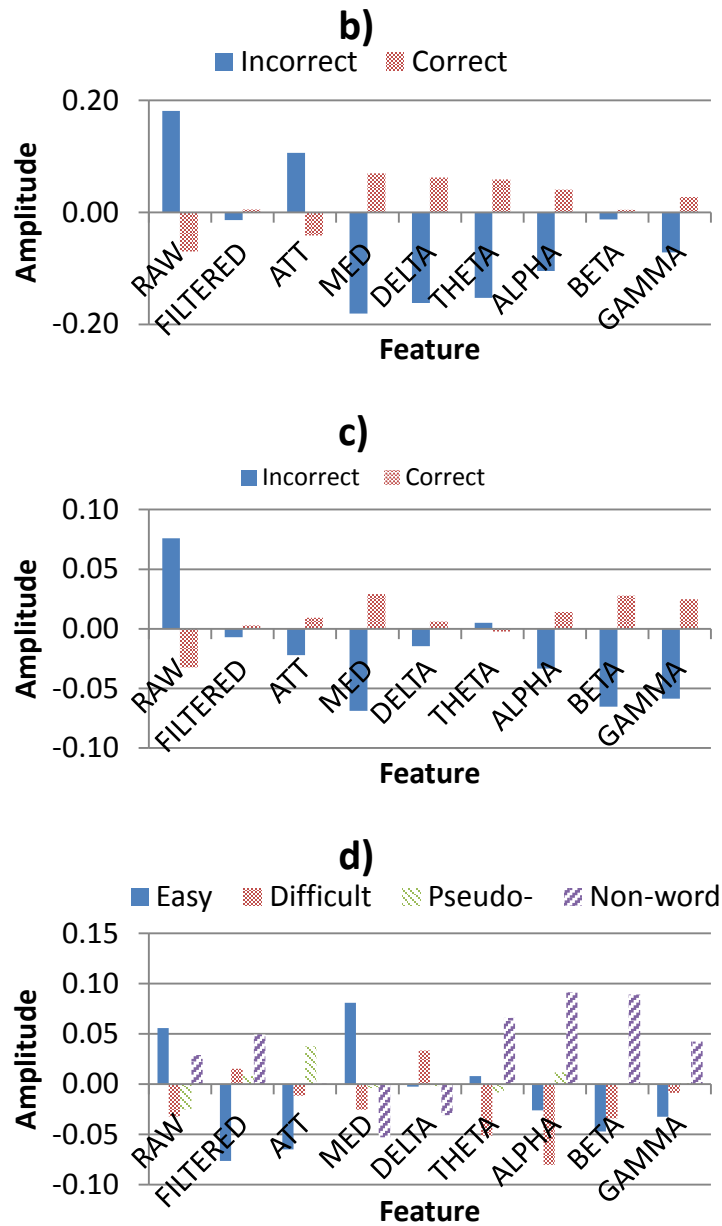 b)
Incorrect Correct
0.20
0.00
-0.20
Amplitude
RAW
FILTERED
ATT
MED
DELTA
THETA
ALPHA
BETA
GAMMA
Feature
c)
Incorrect Correct
0.10
0.05
0.00
-0.05
-0.10
Amplitude
RAW
FILTERED
ATT
MED
DELTA
THETA
ALPHA
BETA
GAMMA
Feature
d)
Easy Difficult Pseudo- Non-word
0.15
0.10
0.05
0.00
-0.05
-0.10
Amplitude
RAW
FILTERED
ATT
MED
DELTA
THETA
ALPHA
BETA
GAMMA
Feature